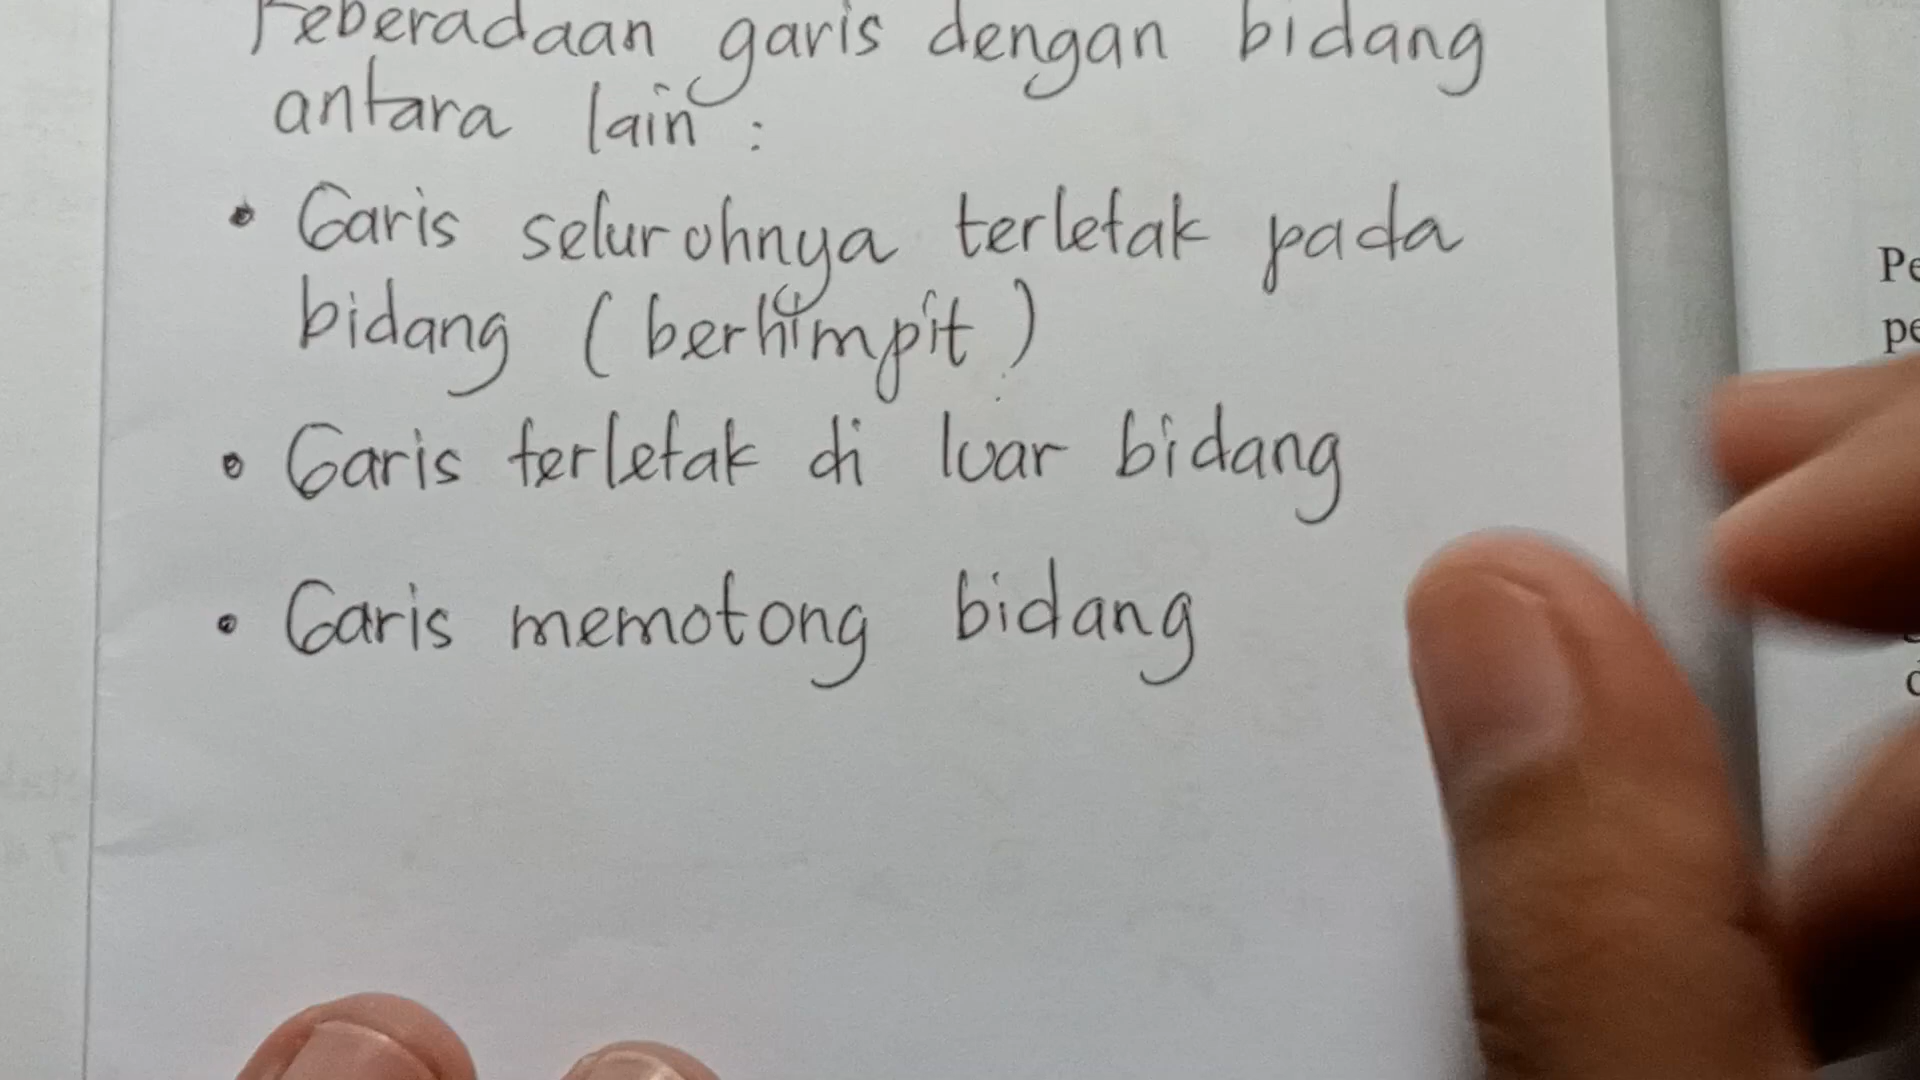 Keberadaan garis dengan bidang
antara lain :
• Garis seluruhnya terletak pada
bidang (berhimpit)
• Garis terletak di luar bidang
• Garis memotong bidang